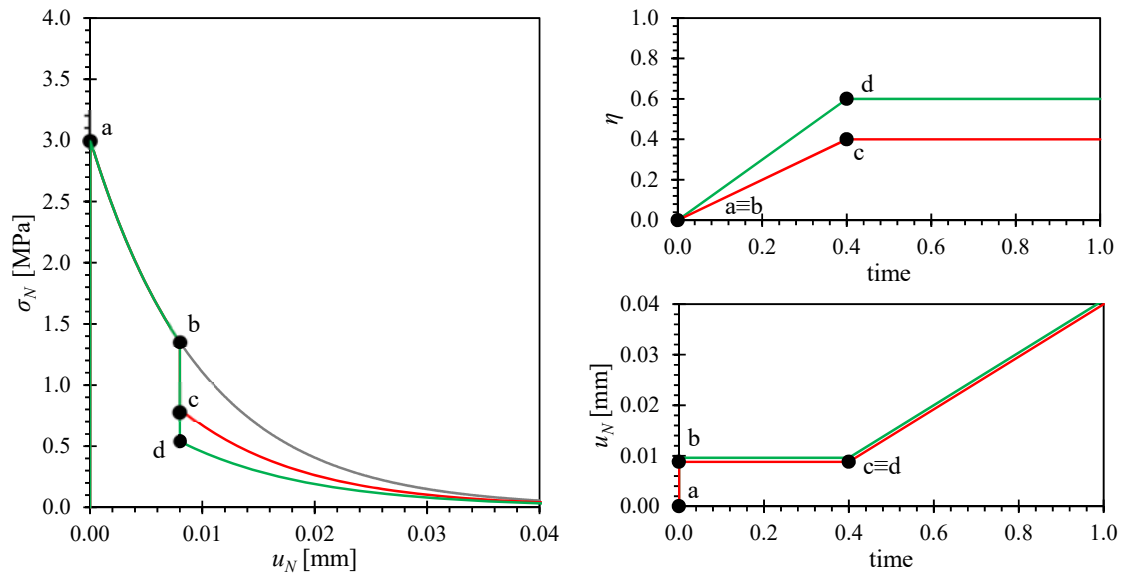 4.0
3.5
3.0
2.5
2.0
1.5
1.0
0.5
0.0
σN [MPa]
a
b
c
d
0.00 0.01 0.02 0.03 0.04
uN [mm]
1.0
0.8
0.6
0.4
0.2
0.0
η
d
c
a≡b
0.0 0.2 0.4 0.6 0.8 1.0
time
0.04
0.03
0.02
0.01
0.00
uN [mm]
b
a
c≡d
0.0 0.2 0.4 0.6 0.8 1.0
time